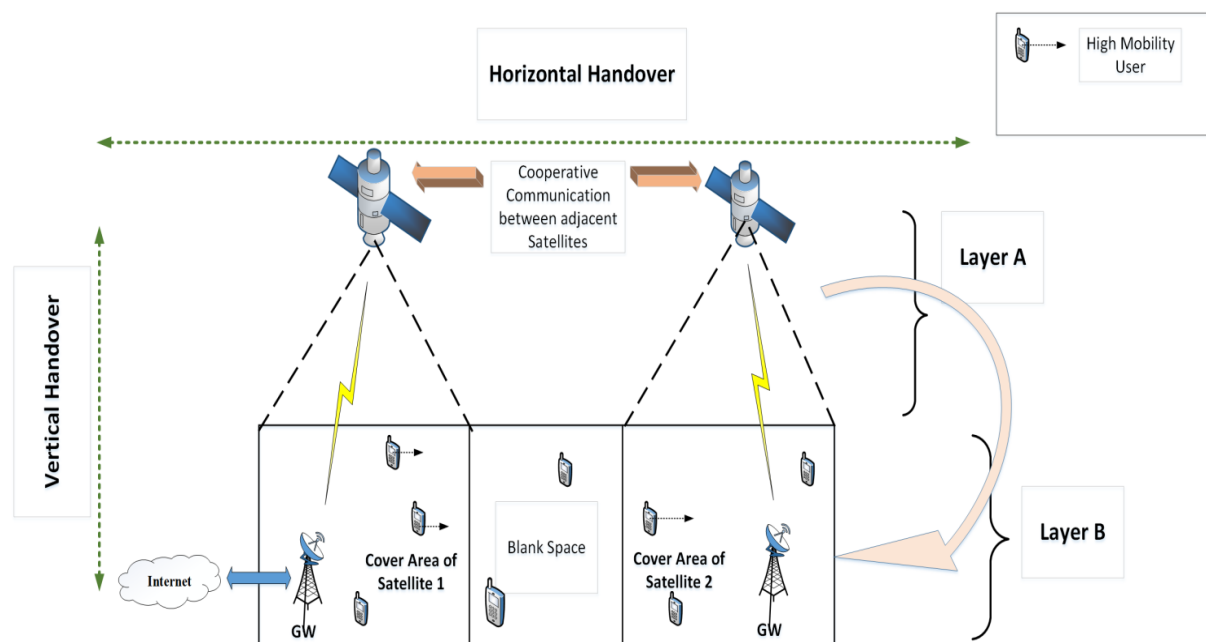 High Mobility
User
Horizontal Handover
Cooperative
Communication
between adjacent
Satellites
Layer A
Vertical Handover
Blank Space
Cover Area of
Satellite 1
Cover Area of
Satellite 2
Layer B
Internet
GW
GW